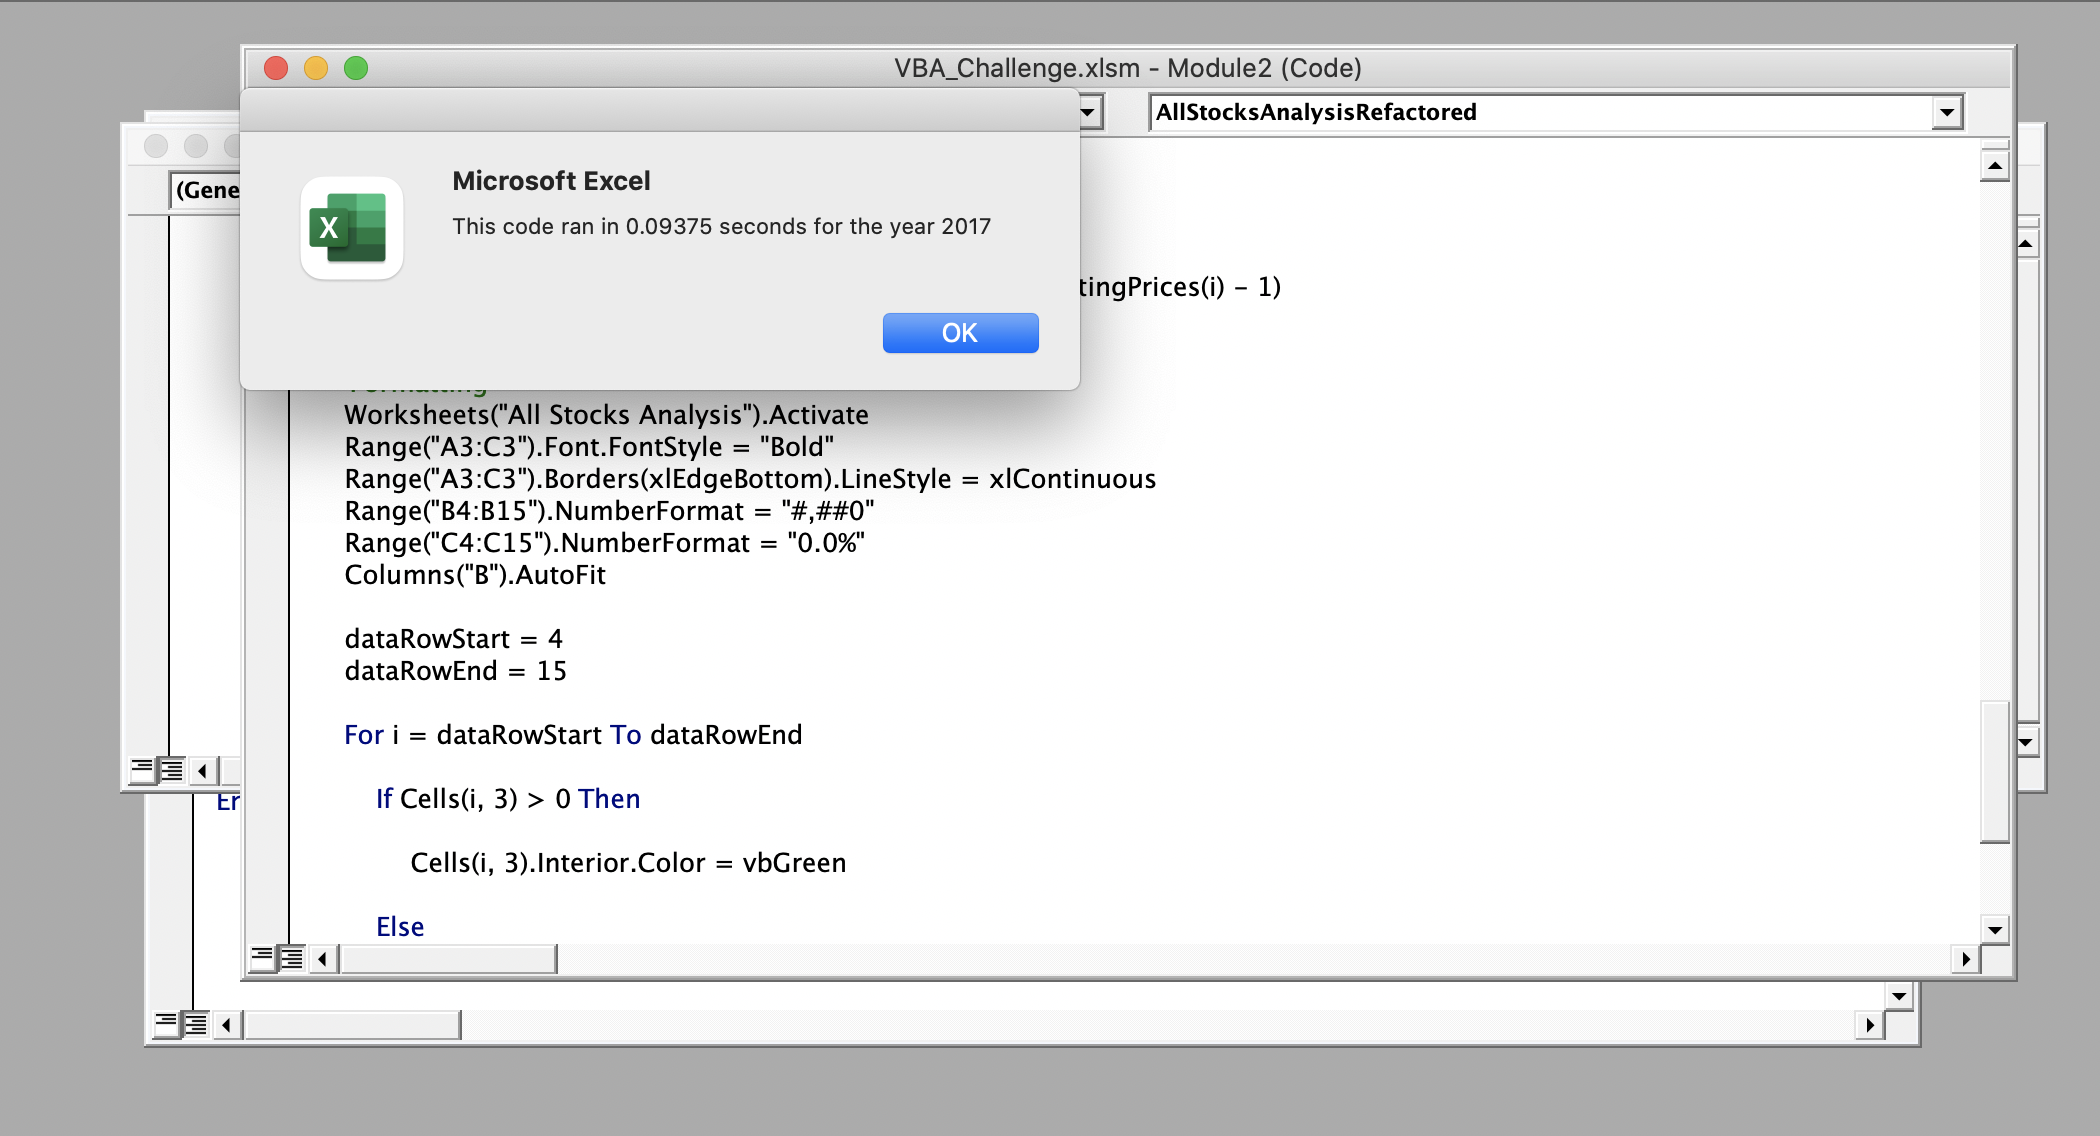 VBA_Challenge.xlsm - Module2 (Code)
AllStocksAnalysisRefactored
(Gene
Microsoft Excel
This code ran in 0.09375 seconds for the year 2017
X
OK
tingPrices(i) - 1)
Worksheets("All Stocks Analysis").Activate
Range("A3:C3").Font.FontStyle = "Bold"
Range("A3:C3").Borders(xlEdgeBottom).LineStyle = xlContinuous
Range("B4:B15").NumberFormat = "#,##0"
Range("C4:C15").NumberFormat = "0.0%"
Columns("B").AutoFit
dataRowStart = 4
dataRowEnd = 15
For i = dataRowStart To dataRowEnd
If Cells(i, 3) > 0 Then
Er
Cells(i, 3).Interior.Color = vbGreen
Else